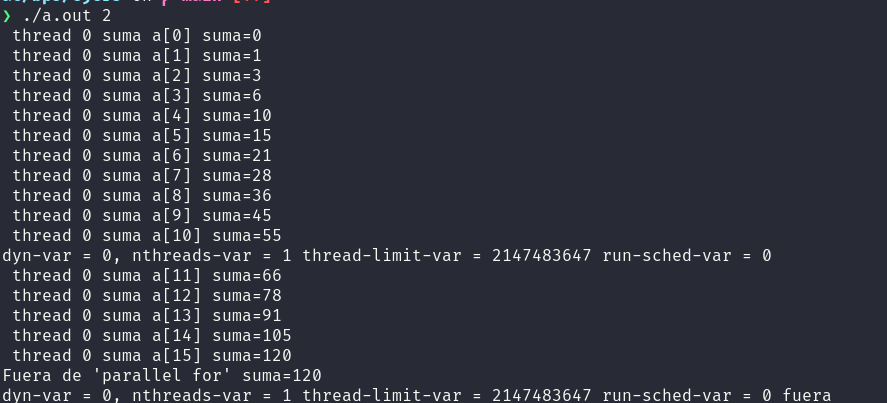 ❯ ./a.out 2
thread 0 suma a[0] suma=0
thread 0 suma a[1] suma=1
thread 0 suma a[2] suma=3
thread 0 suma a[3] suma=6
thread 0 suma a[4] suma=10
thread 0 suma a[5] suma=15
thread 0 suma a[6] suma=21
thread 0 suma a[7] suma=28
thread 0 suma a[8] suma=36
thread 0 suma a[9] suma=45
thread 0 suma a[10] suma=55
dyn-var = 0, nthreads-var = 1 thread-limit-var = 2147483647 run-sched-var = 0
thread 0 suma a[11] suma=66
thread 0 suma a[12] suma=78
thread 0 suma a[13] suma=91
thread 0 suma a[14] suma=105
thread 0 suma a[15] suma=120
Fuera de 'parallel for' suma=120
dyn-var = 0, nthreads-var = 1 thread-limit-var = 2147483647 run-sched-var = 0 fuera